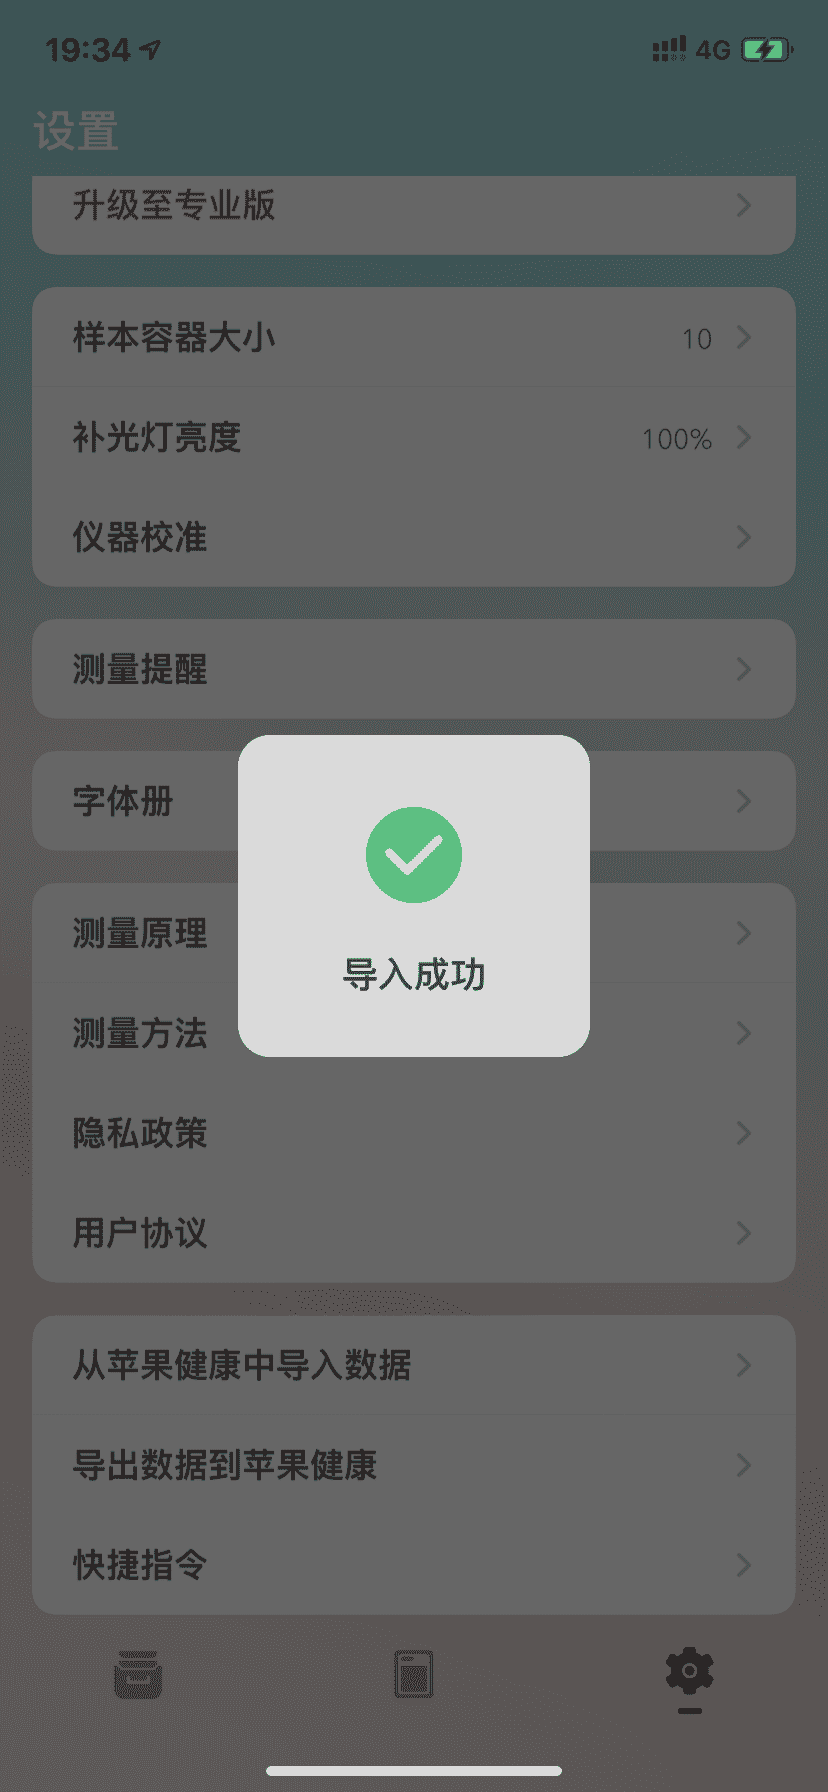 19:34
4G
设置
升级至专业版
样本容器大小 10
补光灯亮度 100%
仪器校准
测量提醒
字体册
测量原理
导入成功
测量方法
隐私政策
用户协议
从苹果健康中导入数据
导出数据到苹果健康
快捷指令